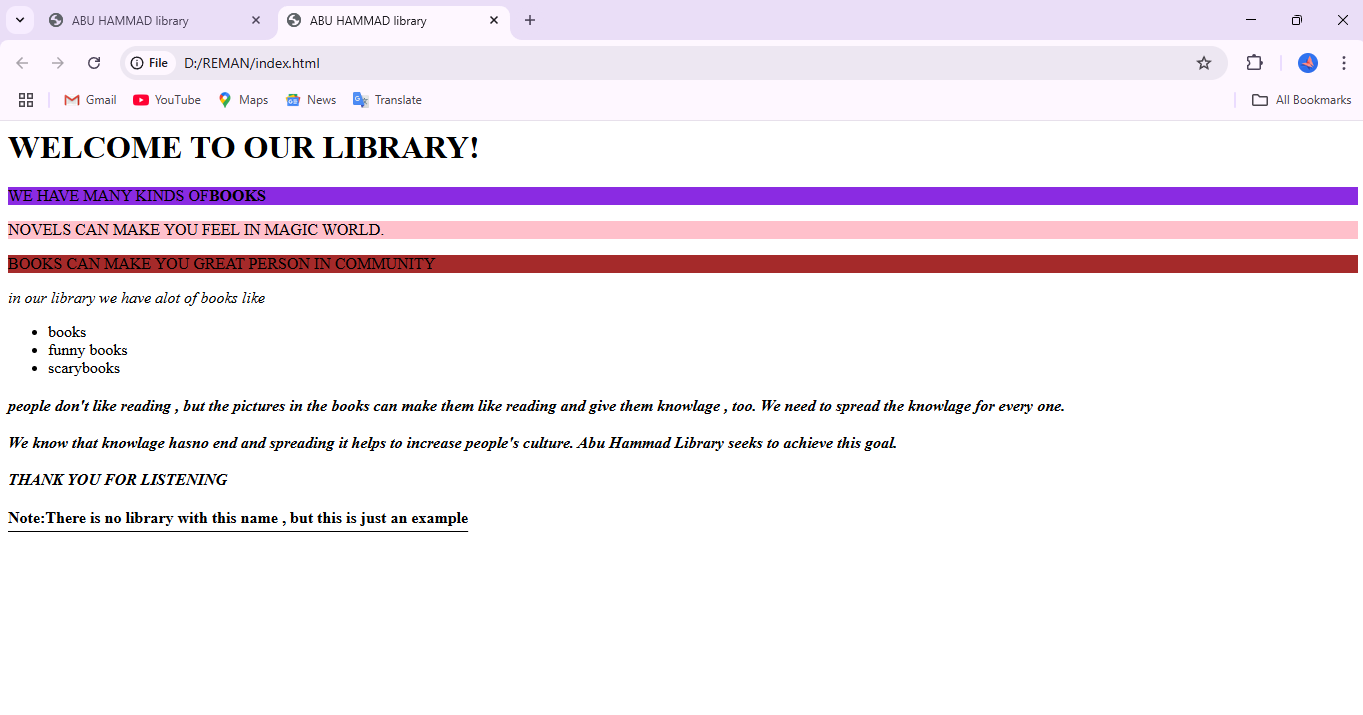 ABU HAMMAD library
ABU HAMMAD library
File D:/REMAN/index.html
Gmail YouTube Maps News Translate All Bookmarks
WELCOME TO OUR LIBRARY!
WE HAVE MANY KINDS OFBOOKS
NOVELS CAN MAKE YOU FEEL IN MAGIC WORLD.
BOOKS CAN MAKE YOU GREAT PERSON IN COMMUNITY
in our library we have alot of books like
• books
• funny books
• scarybooks
people don't like reading , but the pictures in the books can make them like reading and give them knowlage , too. We need to spread the knowlage for every one.
We know that knowlage hasno end and spreading it helps to increase people's culture. Abu Hammad Library seeks to achieve this goal.
THANK YOU FOR LISTENING
Note:There is no library with this name , but this is just an example